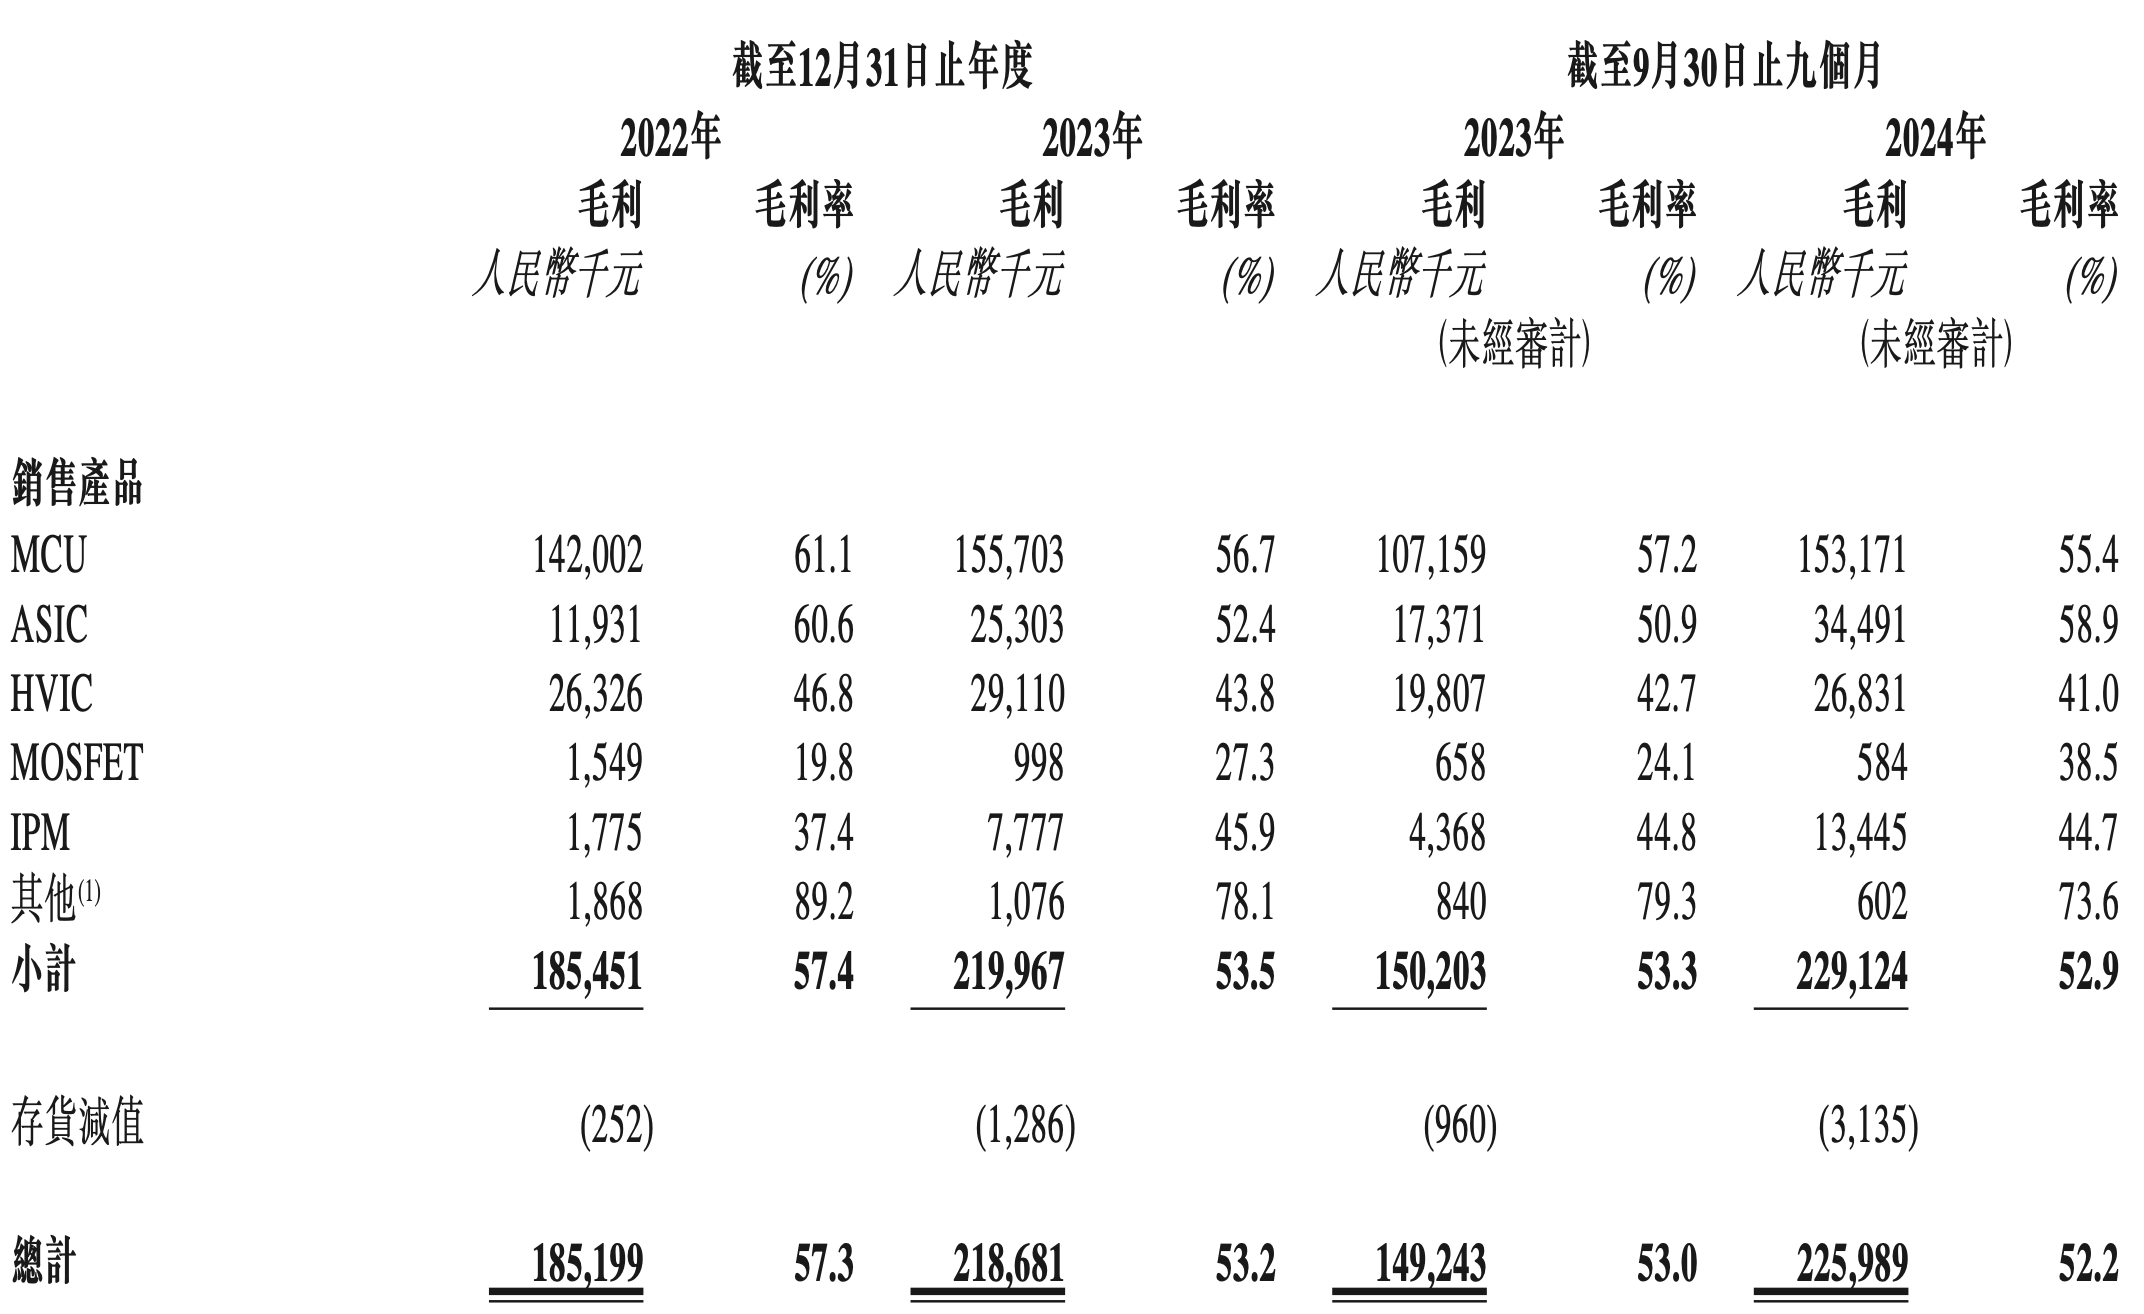 截至12月31日止年度 截至9月30日止九個月
2022年 2023年 2023年 2024年
毛利 毛利率 毛利 毛利率 毛利 毛利率 毛利 毛利率
人民幣千元 (%) 人民幣千元 (%) 人民幣千元 (%) 人民幣千元 (%)
(未經審計) (未經審計)
銷售產品
MCU 142,002 61.1 155,703 56.7 107,159 57.2 153,171 55.4
ASIC 11,931 60.6 25,303 52.4 17,371 50.9 34,491 58.9
HVIC 26,326 46.8 29,110 43.8 19,807 42.7 26,831 41.0
MOSFET 1,549 19.8 998 27.3 658 24.1 584 38.5
IPM 1,775 37.4 7,777 45.9 4,368 44.8 13,445 44.7
其他(1) 1,868 89.2 1,076 78.1 840 79.3 602 73.6
小計 185,451 57.4 219,967 53.5 150,203 53.3 229,124 52.9
存貨減值 (252) (1,286) (960) (3,135)
總計 185,199 57.3 218,681 53.2 149,243 53.0 225,989 52.2